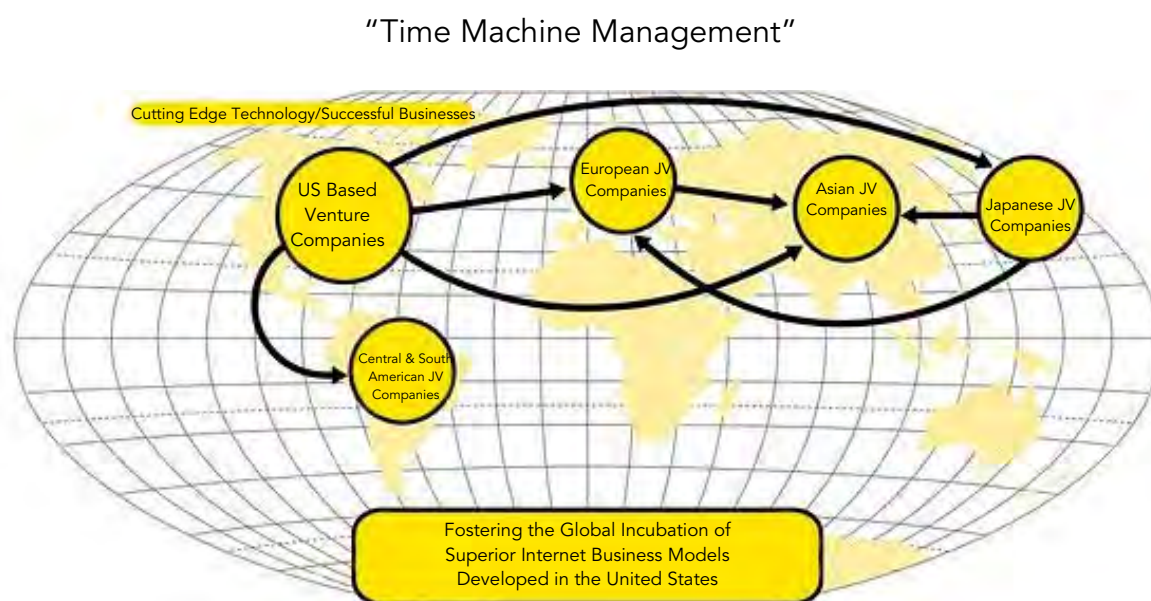 “Time Machine Management”
Cutting Edge Technology/Successful Businesses
US Based
Venture
Companies
European JV
Companies
Asian JV
Companies
Japanese JV
Companies
Central & South
American JV
Companies
Fostering the Global Incubation of
Superior Internet Business Models
Developed in the United States